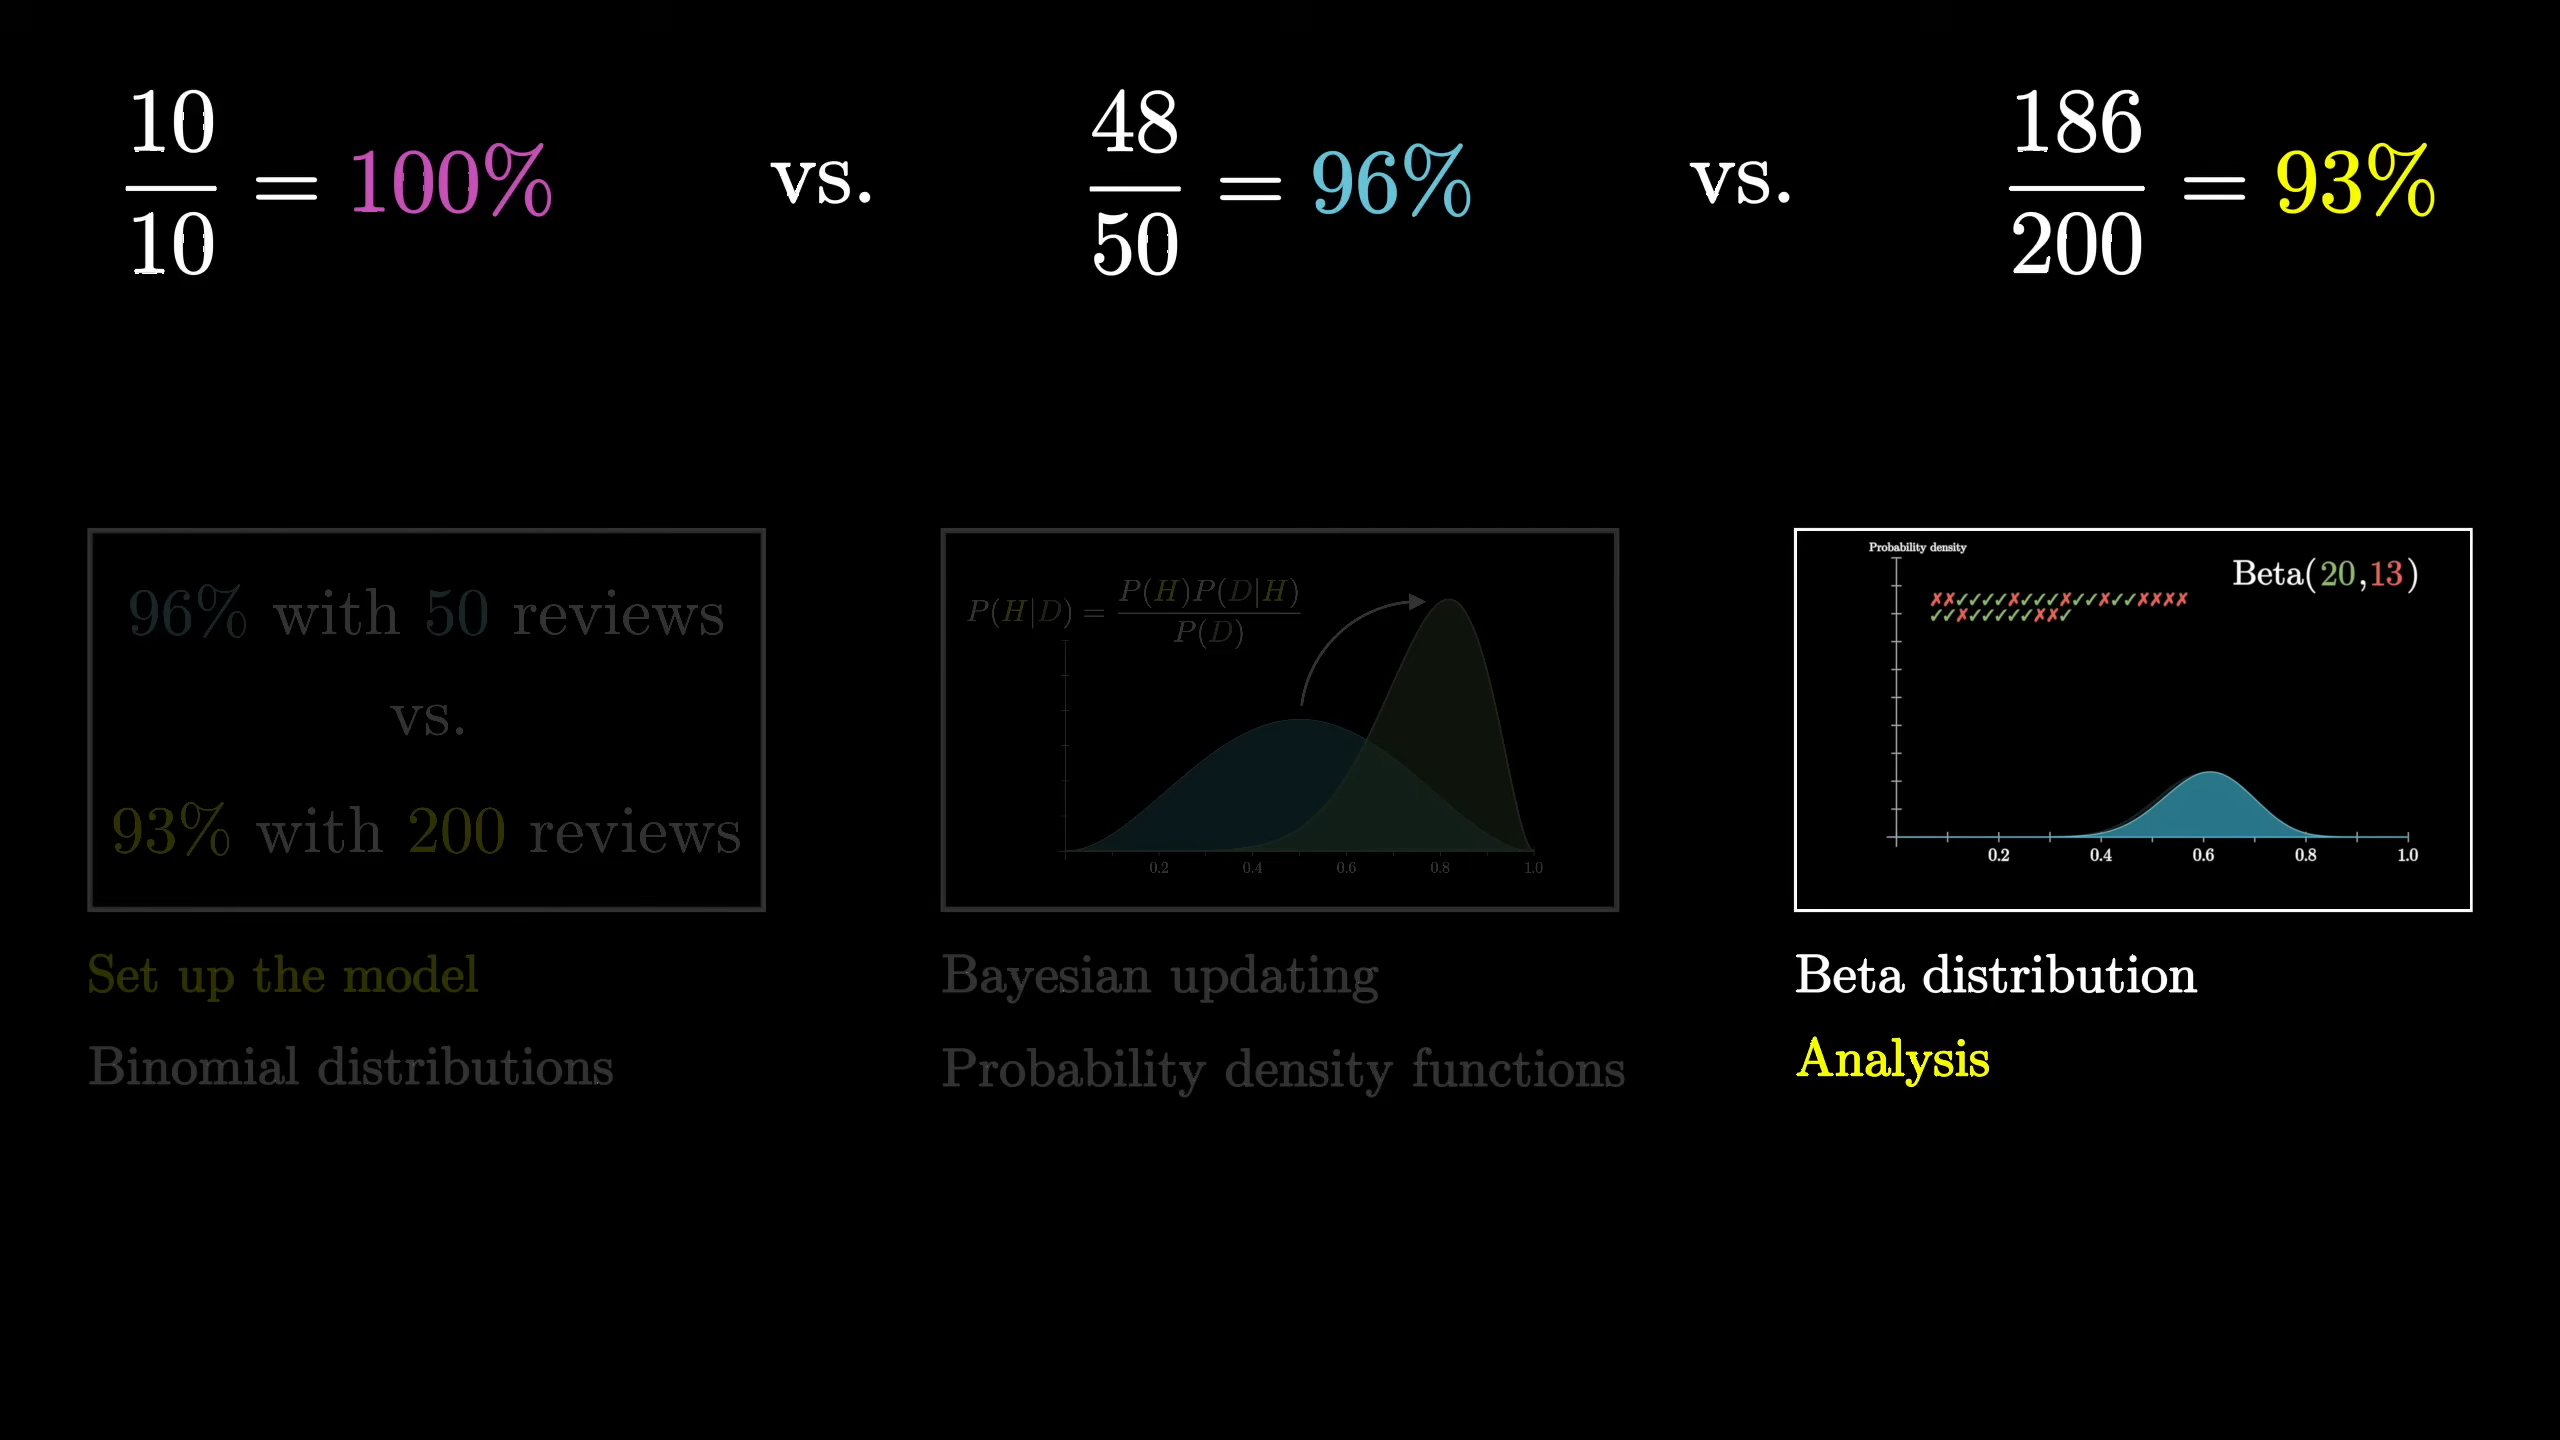 10/10 = 100% vs. 48/50 = 96% vs. 186/200 = 93%
96% with 50 reviews
vs.
93% with 200 reviews
Set up the model
Binomial distributions
P(H|D) = P(H)P(D|H)/P(D)
0.2 0.4 0.6 0.8 1.0
Bayesian updating
Probability density functions
Probability density
Beta(20,13)
✗✗✓✓✓✓✗✓✓✓✗✓✓✗✓✓✗✗✗✗
✓✓✗✓✓✓✓✓✗✗✓
0.2 0.4 0.6 0.8 1.0
Beta distribution
Analysis